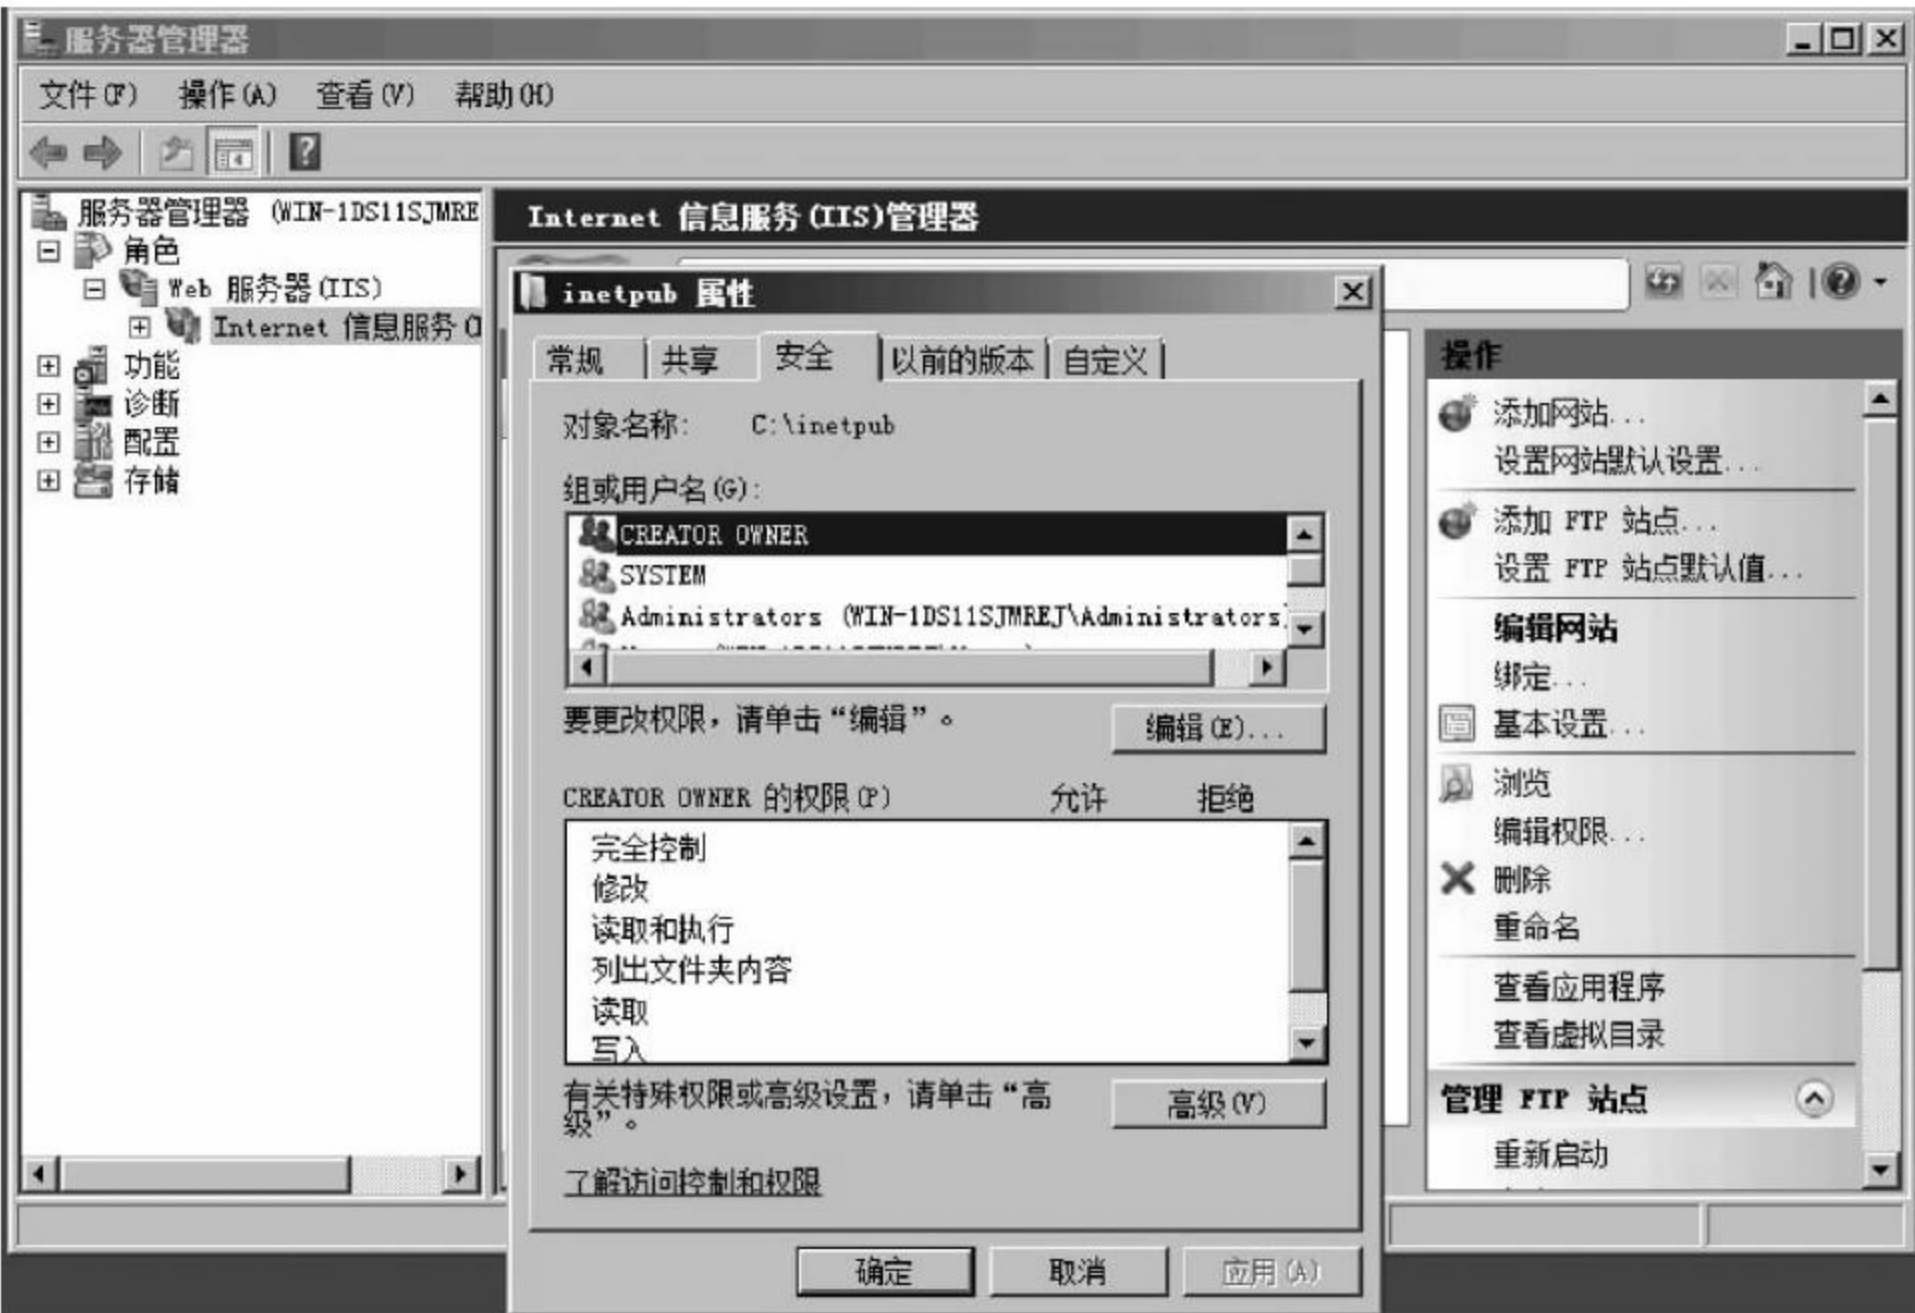 服务器管理器
文件(F) 操作(A) 查看(V) 帮助(H)
服务器管理器 (WIN-1DS11SJMRE
角色
Web 服务器(IIS)
Internet 信息服务(I
功能
诊断
配置
存储
Internet 信息服务(IIS)管理器
inetpub 属性
常规 共享 安全 以前的版本 自定义
对象名称: C:\inetpub
组或用户名(G):
CREATOR OWNER
SYSTEM
Administrators (WIN-1DS11SJMREJ\Administrators)
要更改权限，请单击“编辑”。
编辑(E)...
CREATOR OWNER 的权限(P) 允许 拒绝
完全控制
修改
读取和执行
列出文件夹内容
读取
写入
有关特殊权限或高级设置，请单击“高
级”。
高级(V)
了解访问控制和权限
确定 取消 应用(A)
操作
添加网站...
设置网站默认设置...
添加 FTP 站点...
设置 FTP 站点默认值...
编辑网站
绑定...
基本设置...
浏览
编辑权限...
删除
重命名
查看应用程序
查看虚拟目录
管理 FTP 站点
重新启动